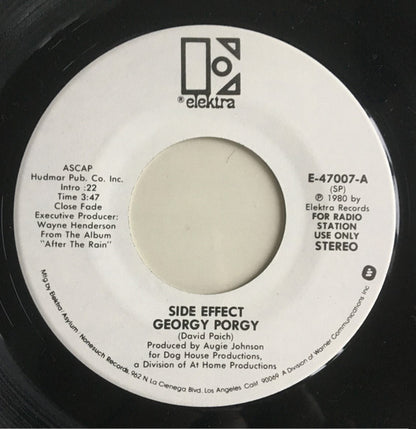 ® elektra
ASCAP
Hudmar Pub. Co. Inc.
Intro :22
Time 3:47
Close Fade
Executive Producer:
Wayne Henderson
From The Album
"After The Rain"
E-47007-A
(SP)
℗ 1980 by
Elektra Records
FOR RADIO
STATION
USE ONLY
STEREO
SIDE EFFECT
GEORGY PORGY
(David Paich)
Produced by Augie Johnson
for Dog House Productions,
a Division of At Home Productions
Mfg by Elektra/Asylum/Nonesuch Records, 962 N La Cienega Blvd, Los Angeles Calif 90069 A Division of Warner Communications Inc